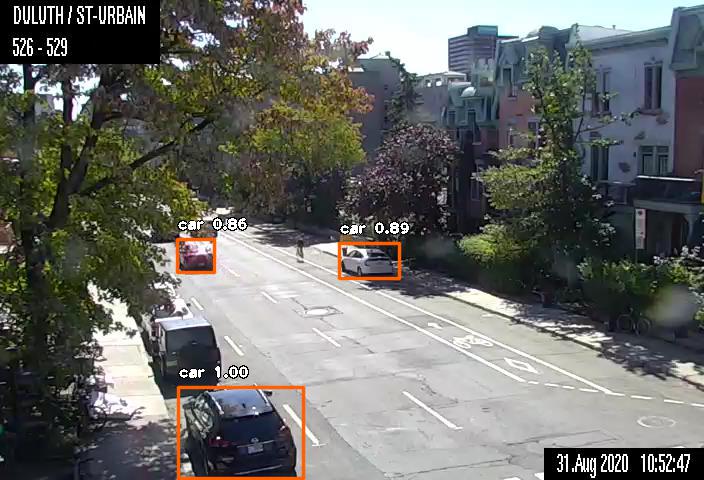 DULUTH / ST-URBAIN
526 - 529
car 0.86
car 0.89
car 1.00
31.Aug 2020 10:52:47